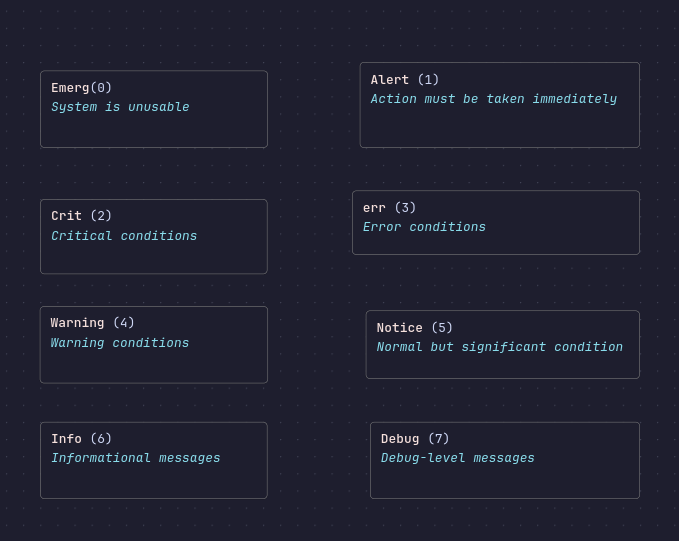 Emerg(0)
System is unusable
Alert (1)
Action must be taken immediately
Crit (2)
Critical conditions
err (3)
Error conditions
Warning (4)
Warning conditions
Notice (5)
Normal but significant condition
Info (6)
Informational messages
Debug (7)
Debug-level messages